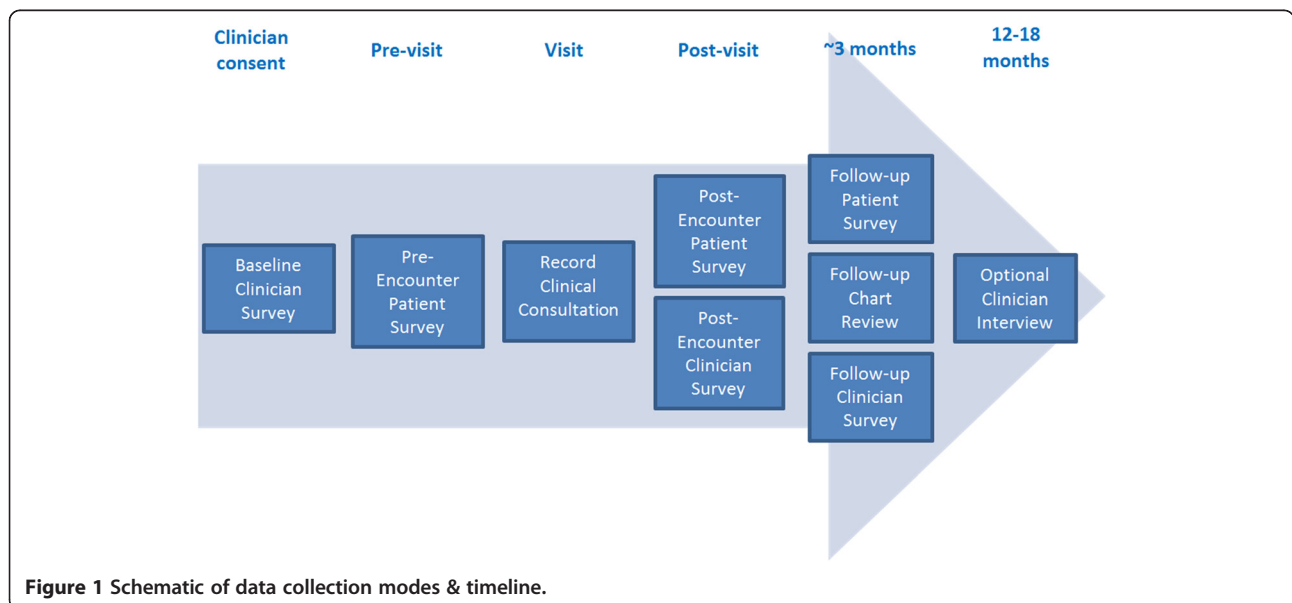 Clinician
consent
Pre-visit
Visit
Post-visit
~3 months
12-18
months
Baseline
Clinician
Survey
Pre-
Encounter
Patient
Survey
Record
Clinical
Consultation
Post-
Encounter
Patient
Survey
Post-
Encounter
Clinician
Survey
Follow-up
Patient
Survey
Follow-up
Chart
Review
Follow-up
Clinician
Survey
Optional
Clinician
Interview
Figure 1 Schematic of data collection modes & timeline.